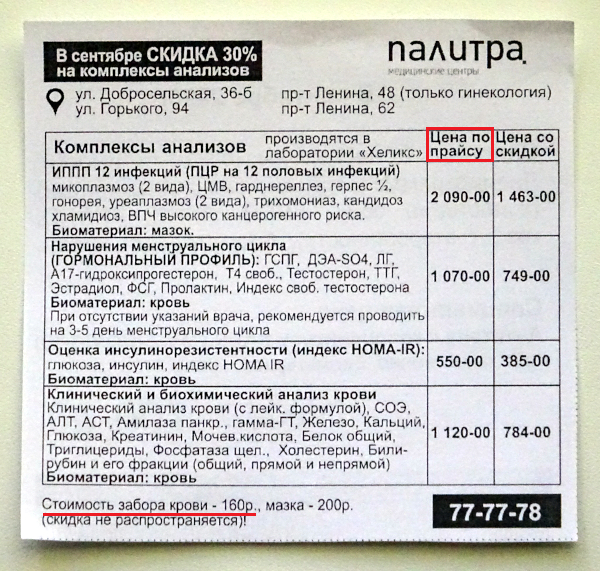 В сентябре СКИДКА 30%
на комплексы анализов
палитра
медицинские центры
ул. Добросельская, 36-б
ул. Горького, 94
пр-т Ленина, 48 (только гинекология)
пр-т Ленина, 62
Комплексы анализов
производятся в
лаборатории «Хеликс»
Цена по
прайсу
Цена со
скидкой
ИППП 12 инфекций (ПЦР на 12 половых инфекций)
микоплазмоз (2 вида), ЦМВ, гарднереллез, герпес ½,
гонорея, уреаплазмоз (2 вида), трихомониаз, кандидоз
хламидиоз, ВПЧ высокого канцерогенного риска.
Биоматериал: мазок.
2 090-00
1 463-00
Нарушения менструального цикла
(ГОРМОНАЛЬНЫЙ ПРОФИЛЬ): ГСПГ, ДЭА-SO4, ЛГ,
А17-гидроксипрогестерон, Т4 своб., Тестостерон, ТТГ,
Эстрадиол, ФСГ, Пролактин, Индекс своб. тестостерона
Биоматериал: кровь
При отсутствии указаний врача, рекомендуется проводить
на 3-5 день менструального цикла
1 070-00
749-00
Оценка инсулинорезистентности (индекс HOMA-IR):
глюкоза, инсулин, индекс HOMA IR
Биоматериал: кровь
550-00
385-00
Клинический и биохимический анализ крови
Клинический анализ крови (с лейк. формулой), СОЭ,
АЛТ, АСТ, Амилаза панкр., гамма-ГТ, Железо, Кальций,
Глюкоза, Креатинин, Мочев.кислота, Белок общий,
Триглицериды, Фосфатаза щел., Холестерин, Били-
рубин и его фракции (общий, прямой и непрямой)
Биоматериал: кровь
1 120-00
784-00
Стоимость забора крови - 160р., мазка - 200р.
(скидка не распространяется)!
77-77-78